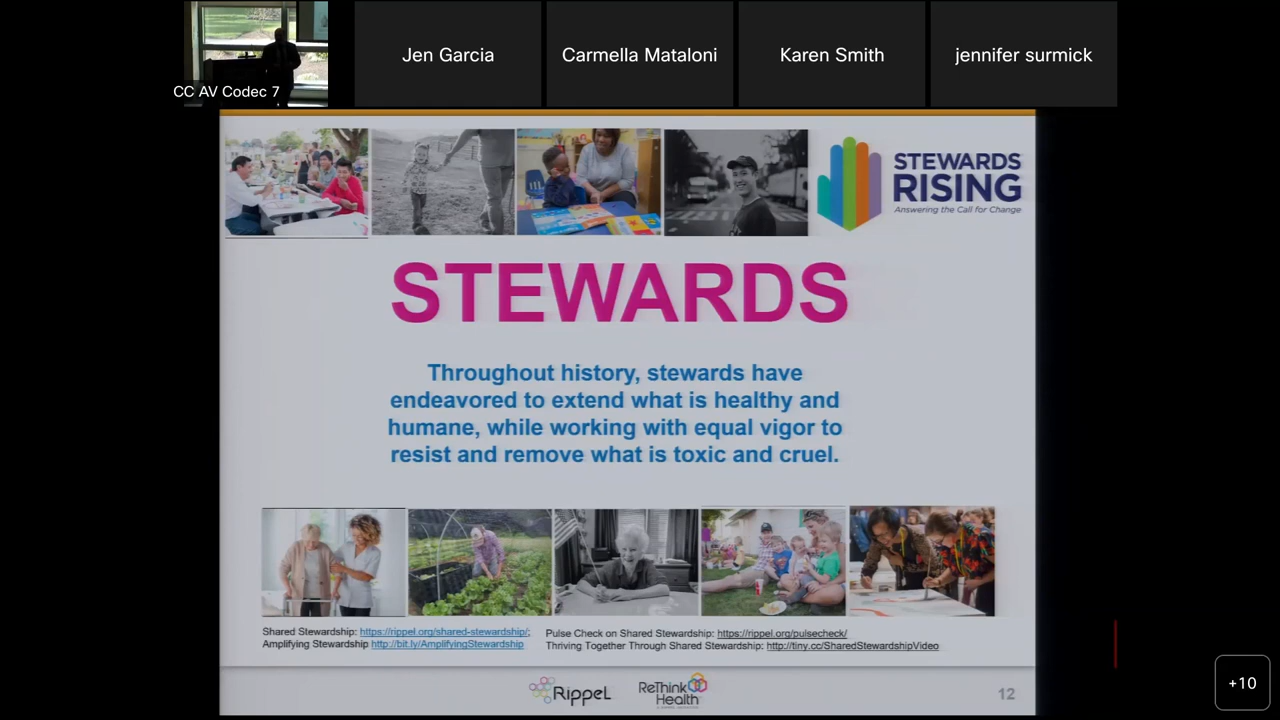 CC AV Codec 7
Jen Garcia
Carmella Mataloni
Karen Smith
jennifer surmick
STEWARDS
RISING
Answering the Call for Change
STEWARDS
Throughout history, stewards have
endeavored to extend what is healthy and
humane, while working with equal vigor to
resist and remove what is toxic and cruel.
Shared Stewardship: https://rippel.org/shared-stewardship/;
Amplifying Stewardship http://bit.ly/AmplifyingStewardship
Pulse Check on Shared Stewardship: https://rippel.org/pulsecheck/
Thriving Together Through Shared Stewardship: http://tiny.cc/SharedStewardshipVideo
RippeL
ReThink
Health
12
+10